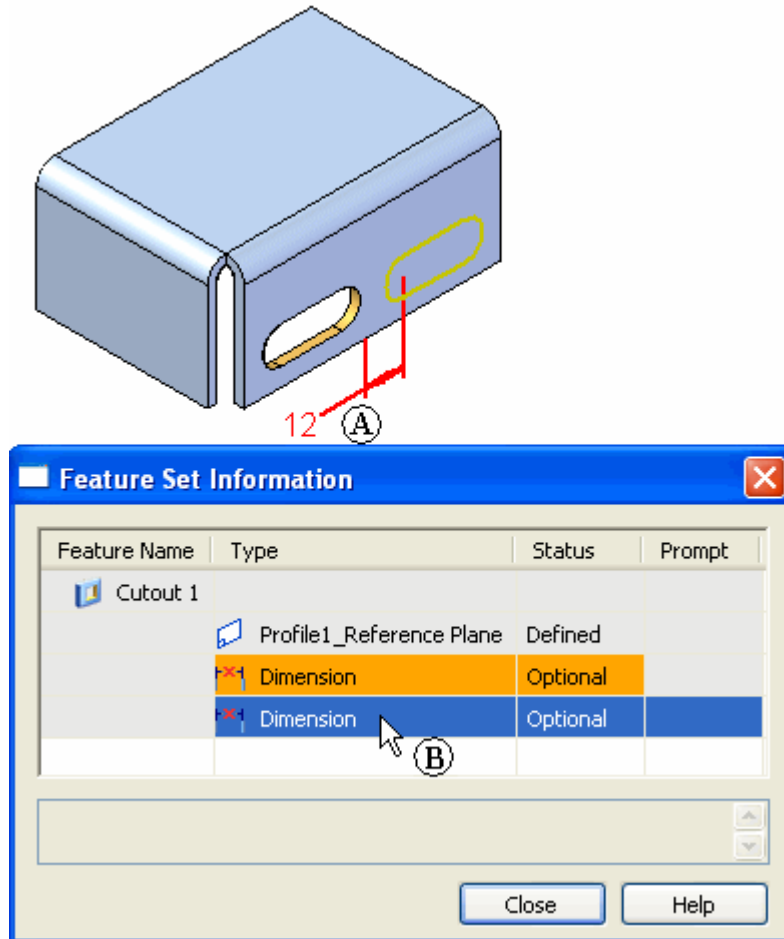 12 A
Feature Set Information
Feature Name Type Status Prompt
Cutout 1
Profile1_Reference Plane Defined
Dimension Optional
Dimension Optional
B
Close Help